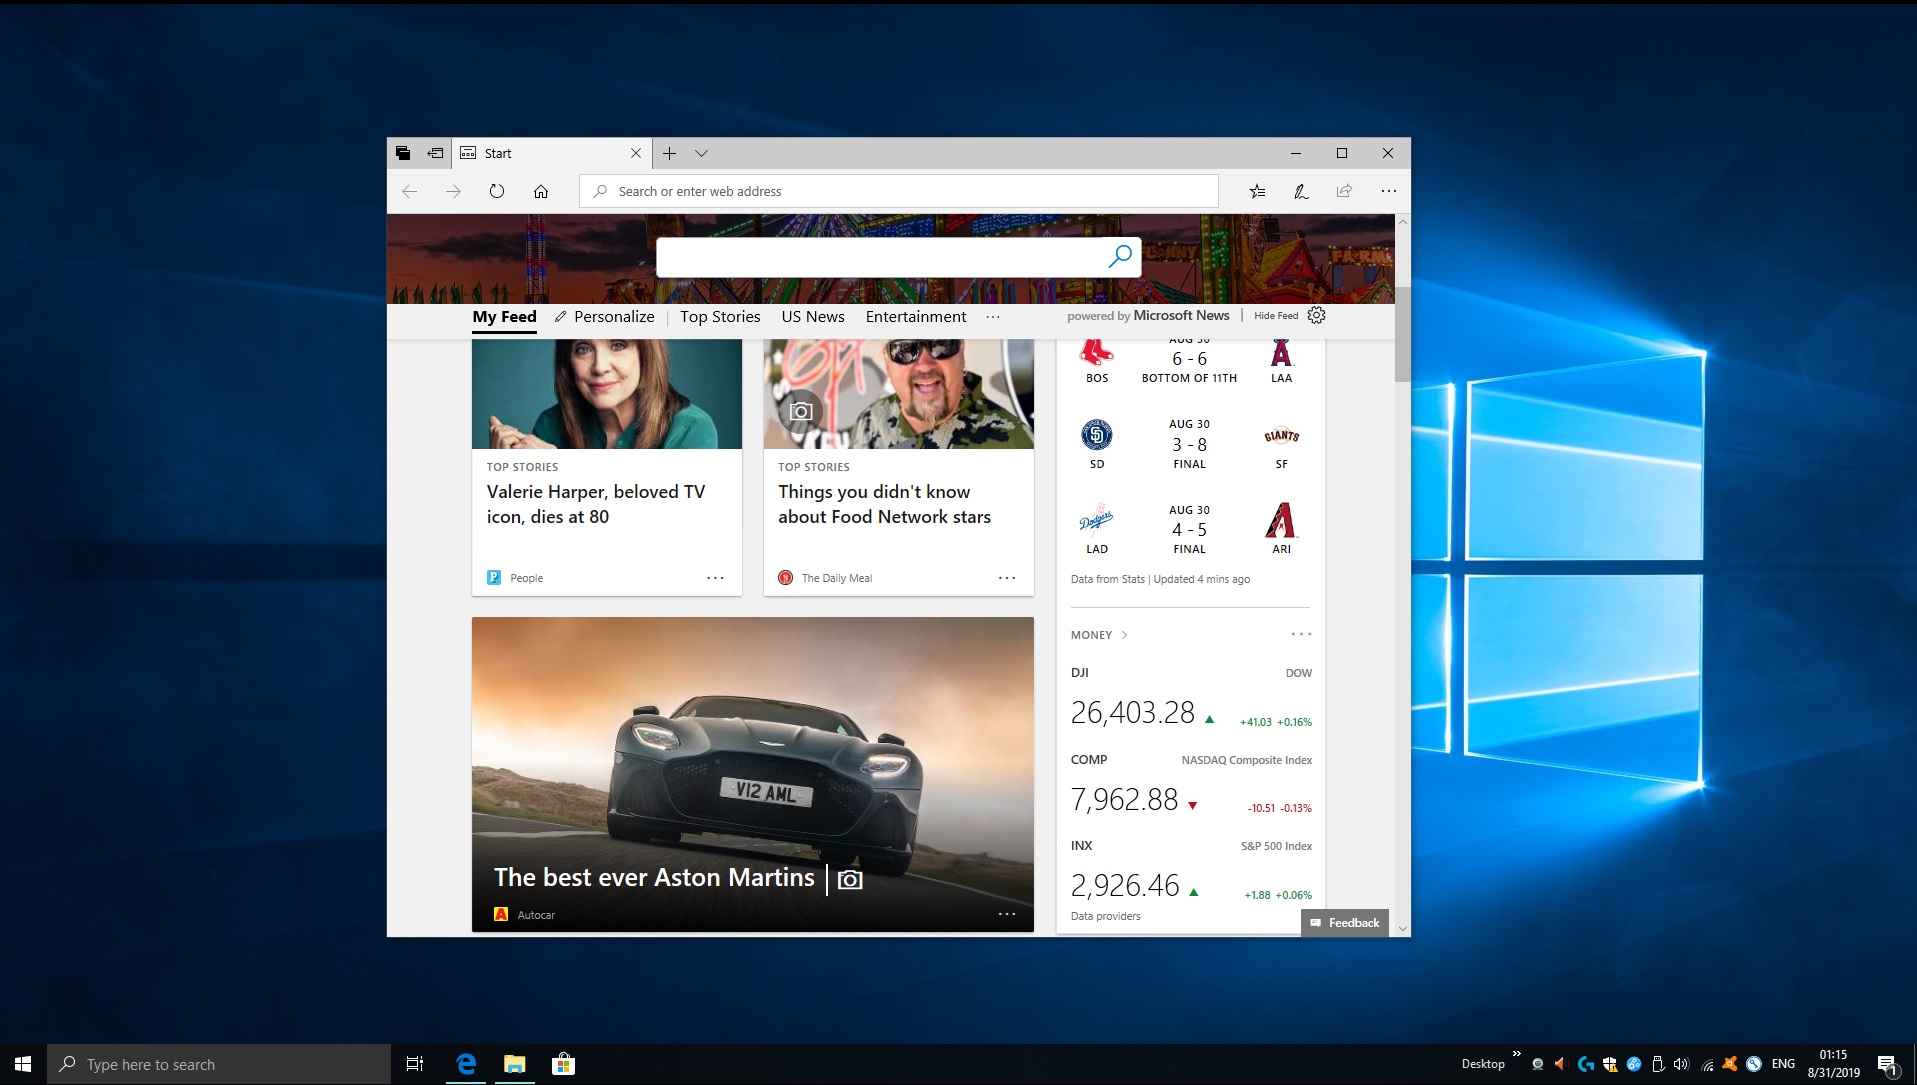 Start
Search or enter web address
FARM
My Feed
Personalize
Top Stories
US News
Entertainment
powered by Microsoft News
Hide Feed
AUG 30
6 - 6
BOS
BOTTOM OF 11TH
LAA
AUG 30
3 - 8
GIANTS
SD
FINAL
SF
AUG 30
4 - 5
Dodgers
LAD
FINAL
ARI
Data from Stats | Updated 4 mins ago
TOP STORIES
Valerie Harper, beloved TV
icon, dies at 80
People
TOP STORIES
Things you didn't know
about Food Network stars
The Daily Meal
V12 AML
The best ever Aston Martins
Autocar
MONEY
DJI
DOW
26,403.28
+41.03 +0.16%
COMP
NASDAQ Composite Index
7,962.88
-10.51 -0.13%
INX
S&P 500 Index
2,926.46
+1.88 +0.06%
Data providers
Feedback
Type here to search
Desktop
ENG
01:15
8/31/2019
1